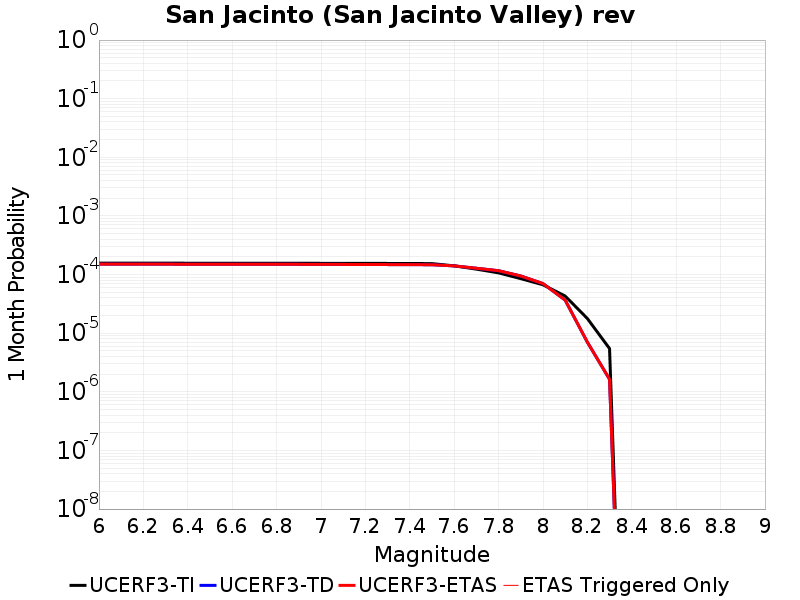 San Jacinto (San Jacinto Valley) rev
10^0
10^-1
10^-2
10^-3
10^-4
10^-5
10^-6
10^-7
10^-8
1 Month Probability
6 6.2 6.4 6.6 6.8 7 7.2 7.4 7.6 7.8 8 8.2 8.4 8.6 8.8 9
Magnitude
UCERF3-TI UCERF3-TD UCERF3-ETAS ETAS Triggered Only